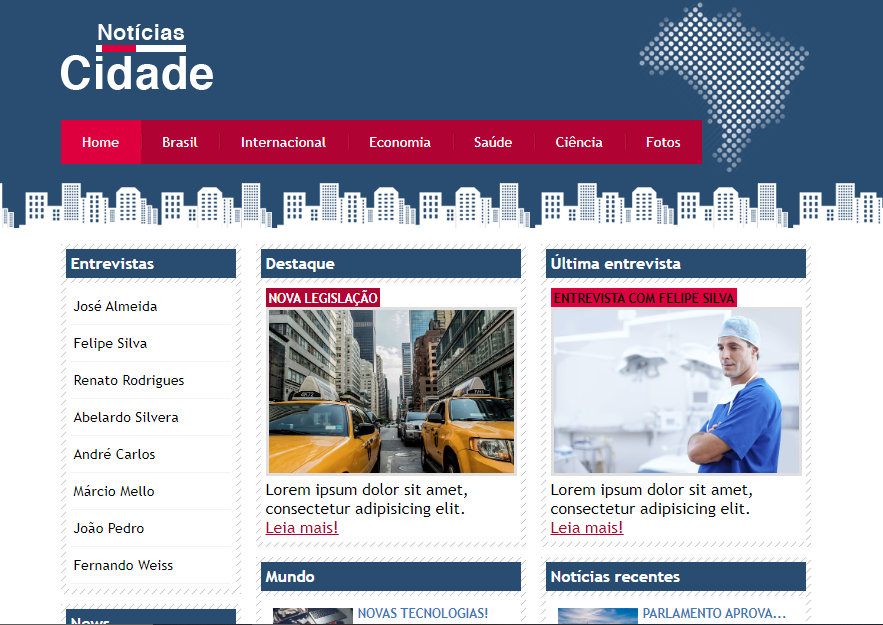 Notícias
Cidade
Home Brasil Internacional Economia Saúde Ciência Fotos
Entrevistas
José Almeida
Felipe Silva
Renato Rodrigues
Abelardo Silvera
André Carlos
Márcio Mello
João Pedro
Fernando Weiss
News
Destaque
NOVA LEGISLAÇÃO
Lorem ipsum dolor sit amet,
consectetur adipisicing elit.
Leia mais!
Mundo
NOVAS TECNOLOGIAS!
Última entrevista
ENTREVISTA COM FELIPE SILVA
Lorem ipsum dolor sit amet,
consectetur adipisicing elit.
Leia mais!
Notícias recentes
PARLAMENTO APROVA...